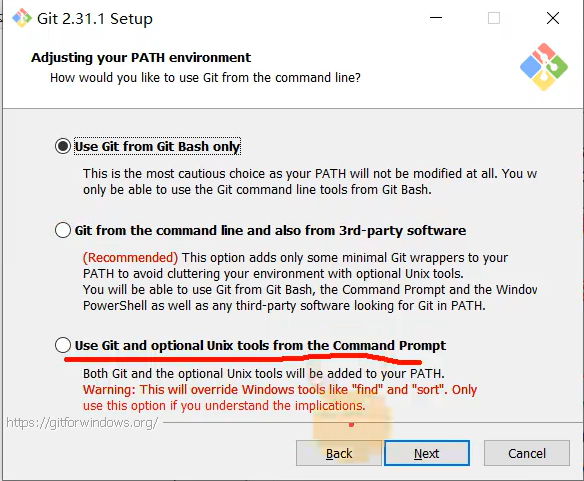 Git 2.31.1 Setup
Adjusting your PATH environment
How would you like to use Git from the command line?
Use Git from Git Bash only
This is the most cautious choice as your PATH will not be modified at all. You w
only be able to use the Git command line tools from Git Bash.
Git from the command line and also from 3rd-party software
(Recommended) This option adds only some minimal Git wrappers to your
PATH to avoid cluttering your environment with optional Unix tools.
You will be able to use Git from Git Bash, the Command Prompt and the Window
PowerShell as well as any third-party software looking for Git in PATH.
Use Git and optional Unix tools from the Command Prompt
Both Git and the optional Unix tools will be added to your PATH.
Warning: This will override Windows tools like "find" and "sort". Only
use this option if you understand the implications.
https://gitforwindows.org/
Back Next Cancel